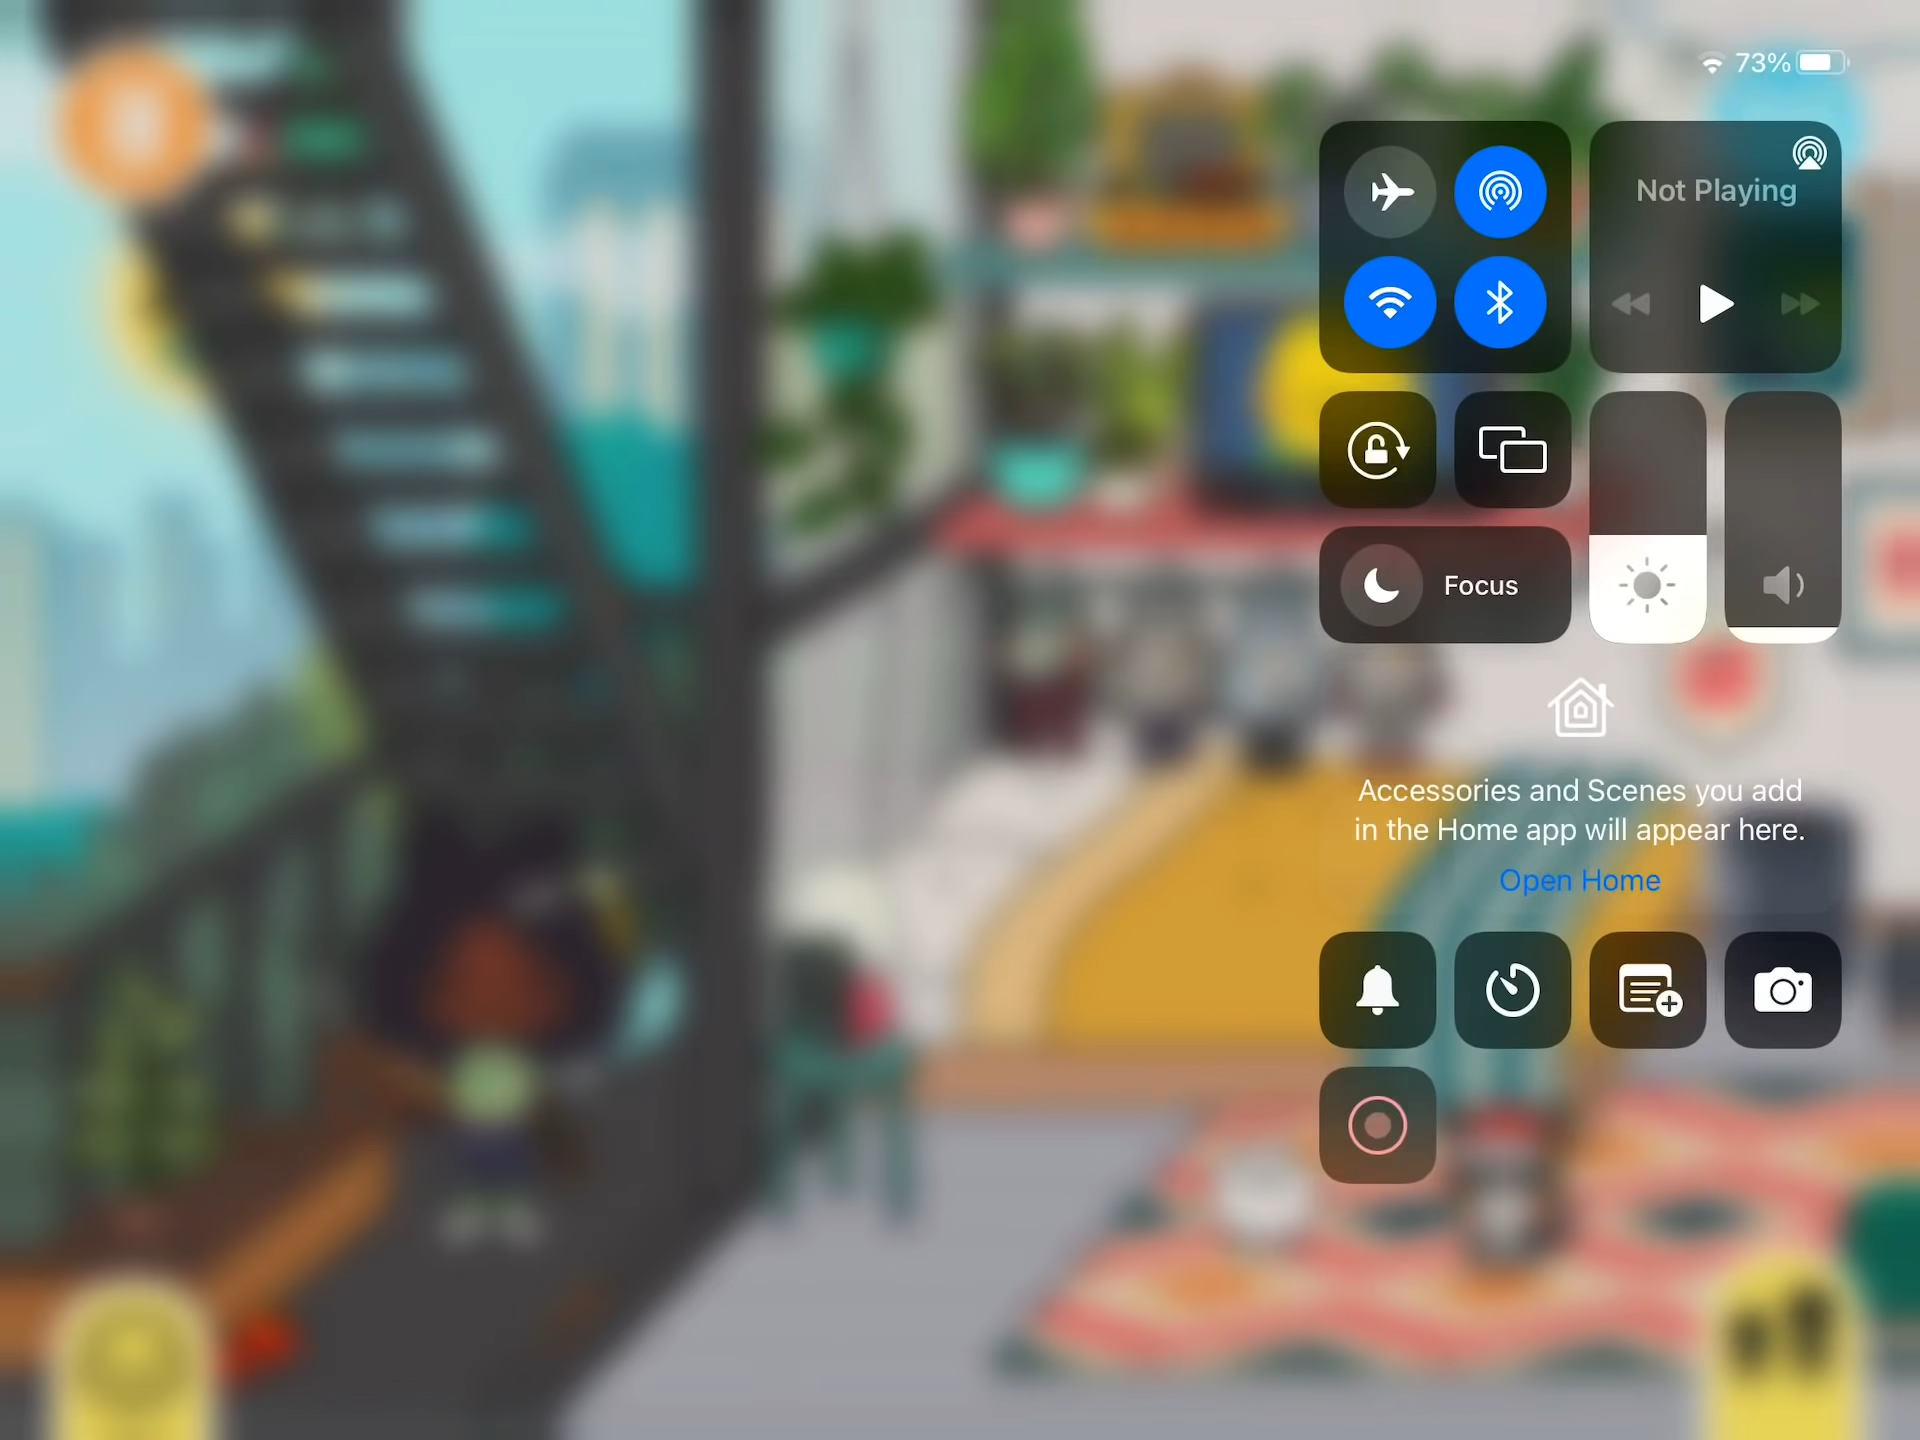 73%
Not Playing
Focus
Accessories and Scenes you add
in the Home app will appear here.
Open Home